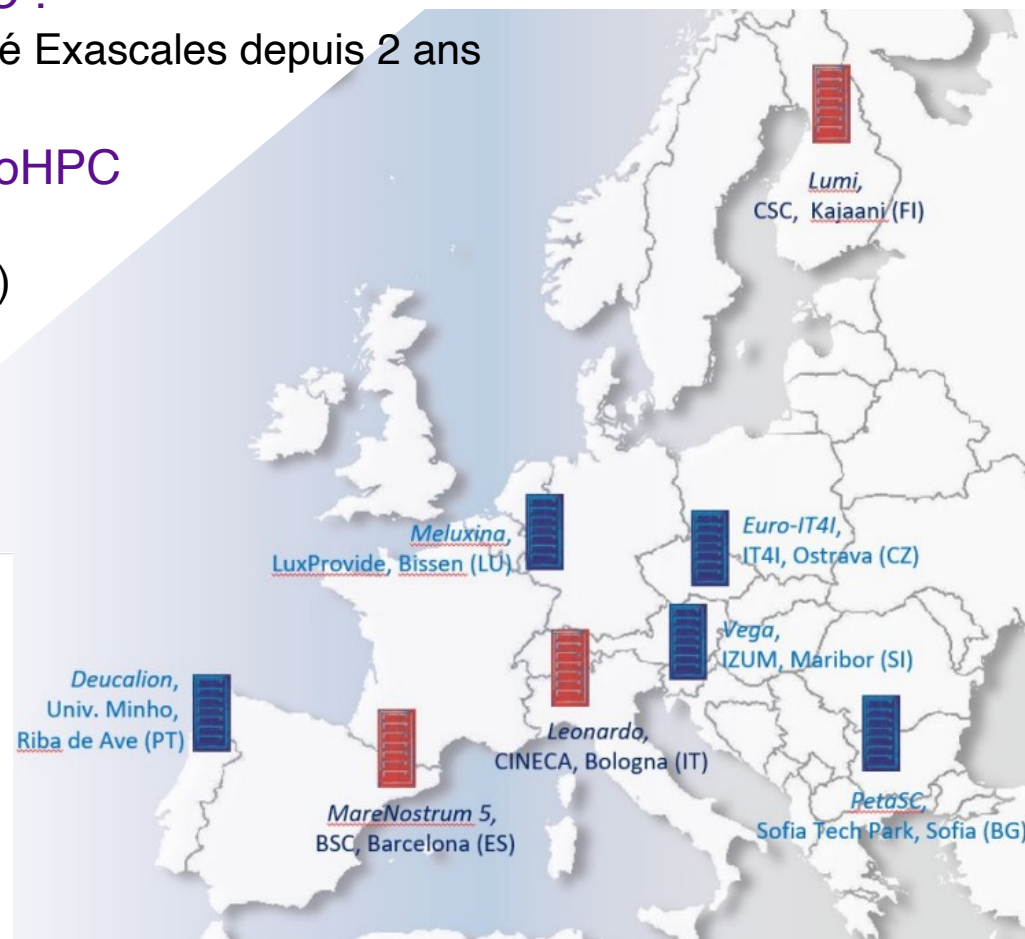 é Exascales depuis 2 ans
oHPC
)
Lumi,
CSC, Kajaani (FI)
Meluxina,
LuxProvide, Bissen (LU)
Euro-IT4I,
IT4I, Ostrava (CZ)
Vega,
IZUM, Maribor (SI)
Deucalion,
Univ. Minho,
Riba de Ave (PT)
Leonardo,
CINECA, Bologna (IT)
MareNostrum 5,
BSC, Barcelona (ES)
PetaSC,
Sofia Tech Park, Sofia (BG)